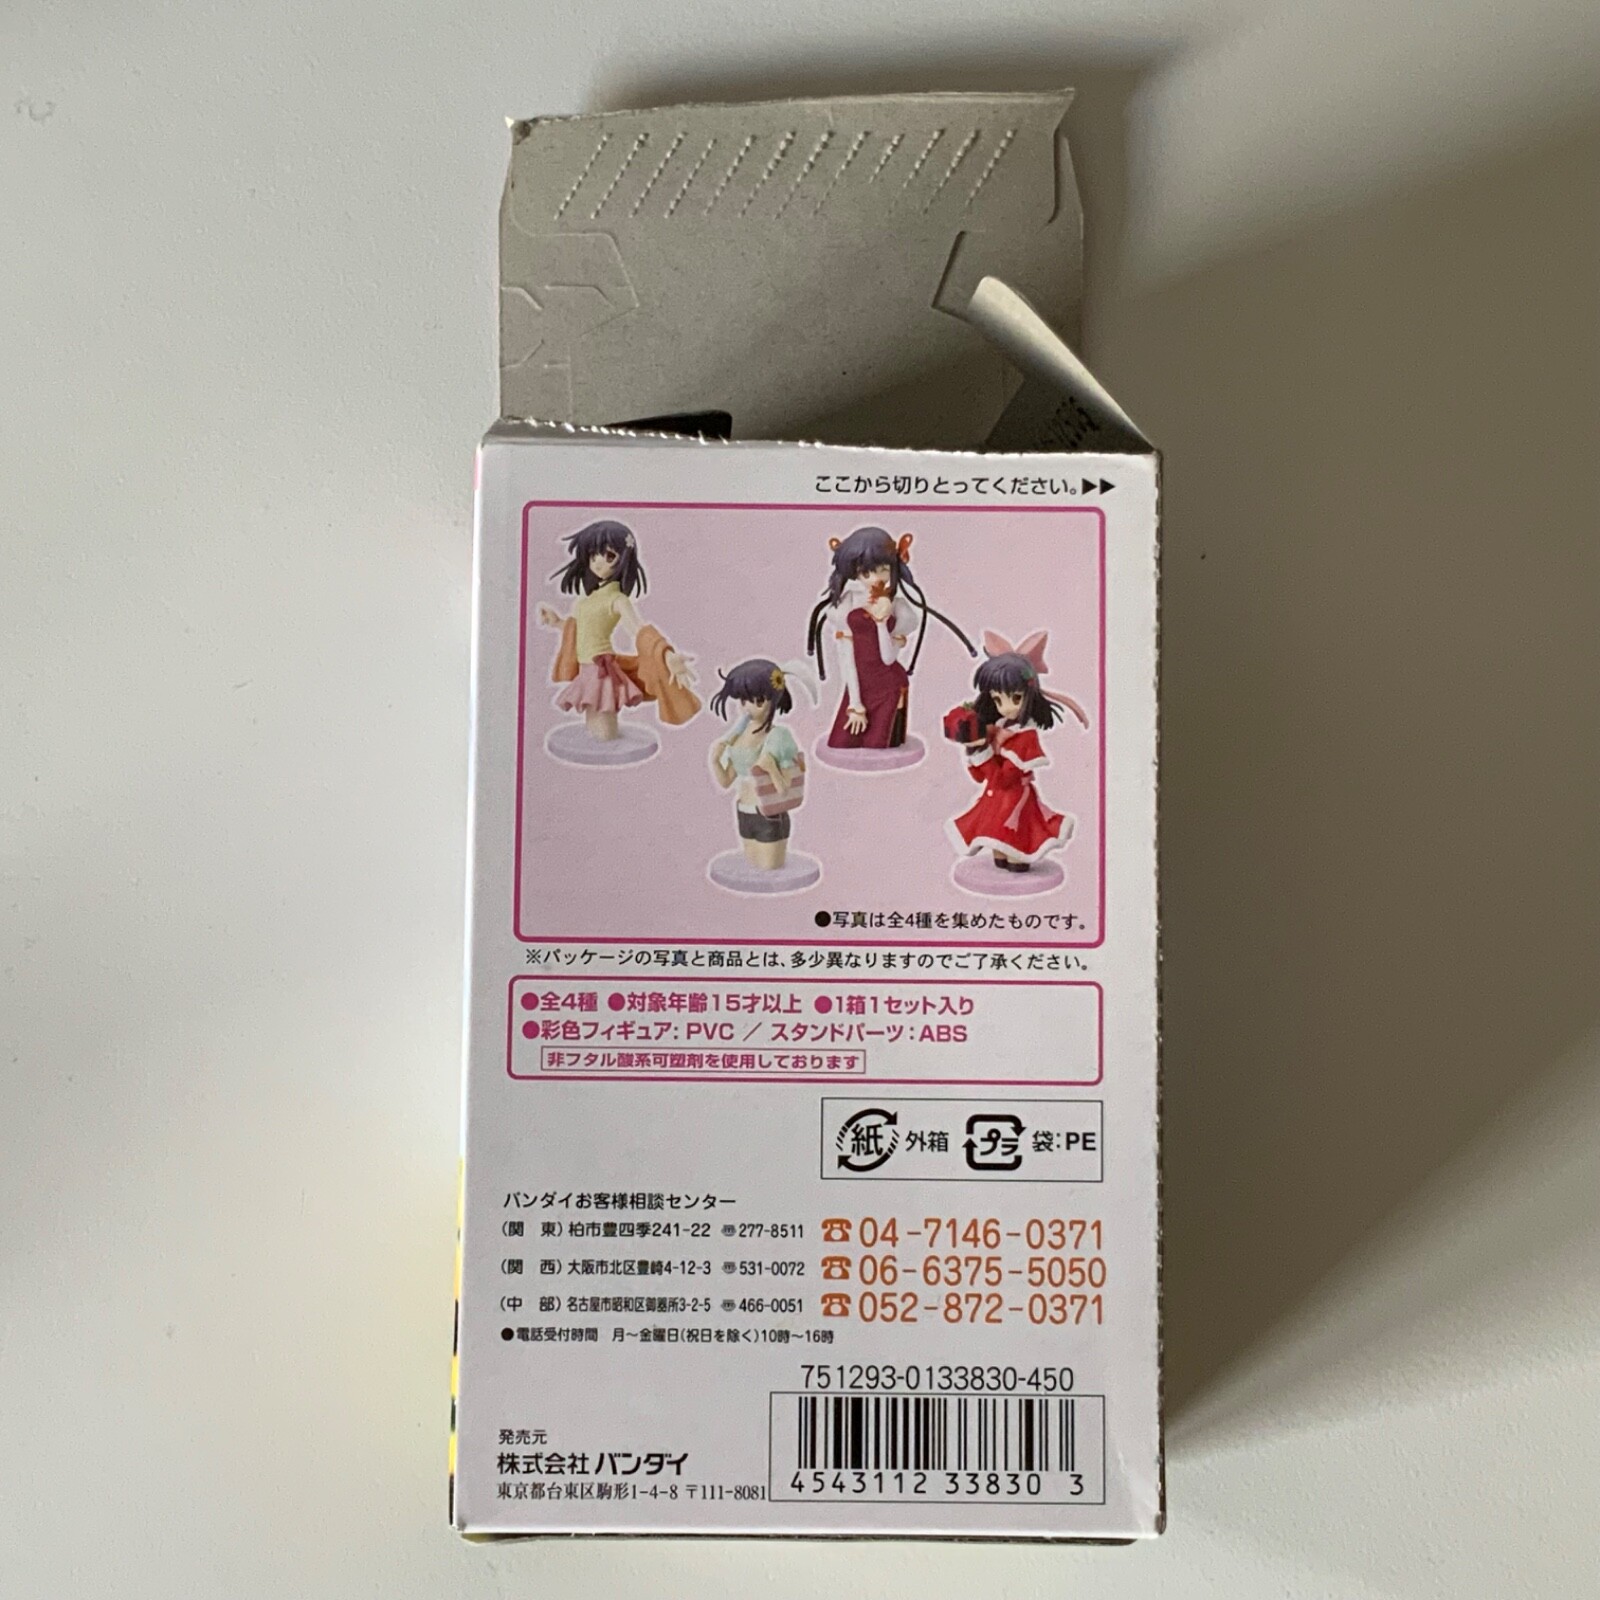 ここから切りとってください。▶▶
●写真は全4種を集めたものです。
※パッケージの写真と商品とは、多少異なりますのでご了承ください。
●全4種 ●対象年齢15才以上 ●1箱1セット入り
●彩色フィギュア:PVC / スタンドパーツ:ABS
非フタル酸系可塑剤を使用しております
紙 外箱 プラ 袋:PE
バンダイお客様相談センター
(関 東)柏市豊四季241-22 〠277-8511 ☎04-7146-0371
(関 西)大阪市北区豊崎4-12-3 〠531-0072 ☎06-6375-5050
(中 部)名古屋市昭和区御器所3-2-5 〠466-0051 ☎052-872-0371
●電話受付時間 月〜金曜日(祝日を除く)10時〜16時
751293-0133830-450
4543112 33830 3
発売元
株式会社 バンダイ
東京都台東区駒形1-4-8 〒111-8081